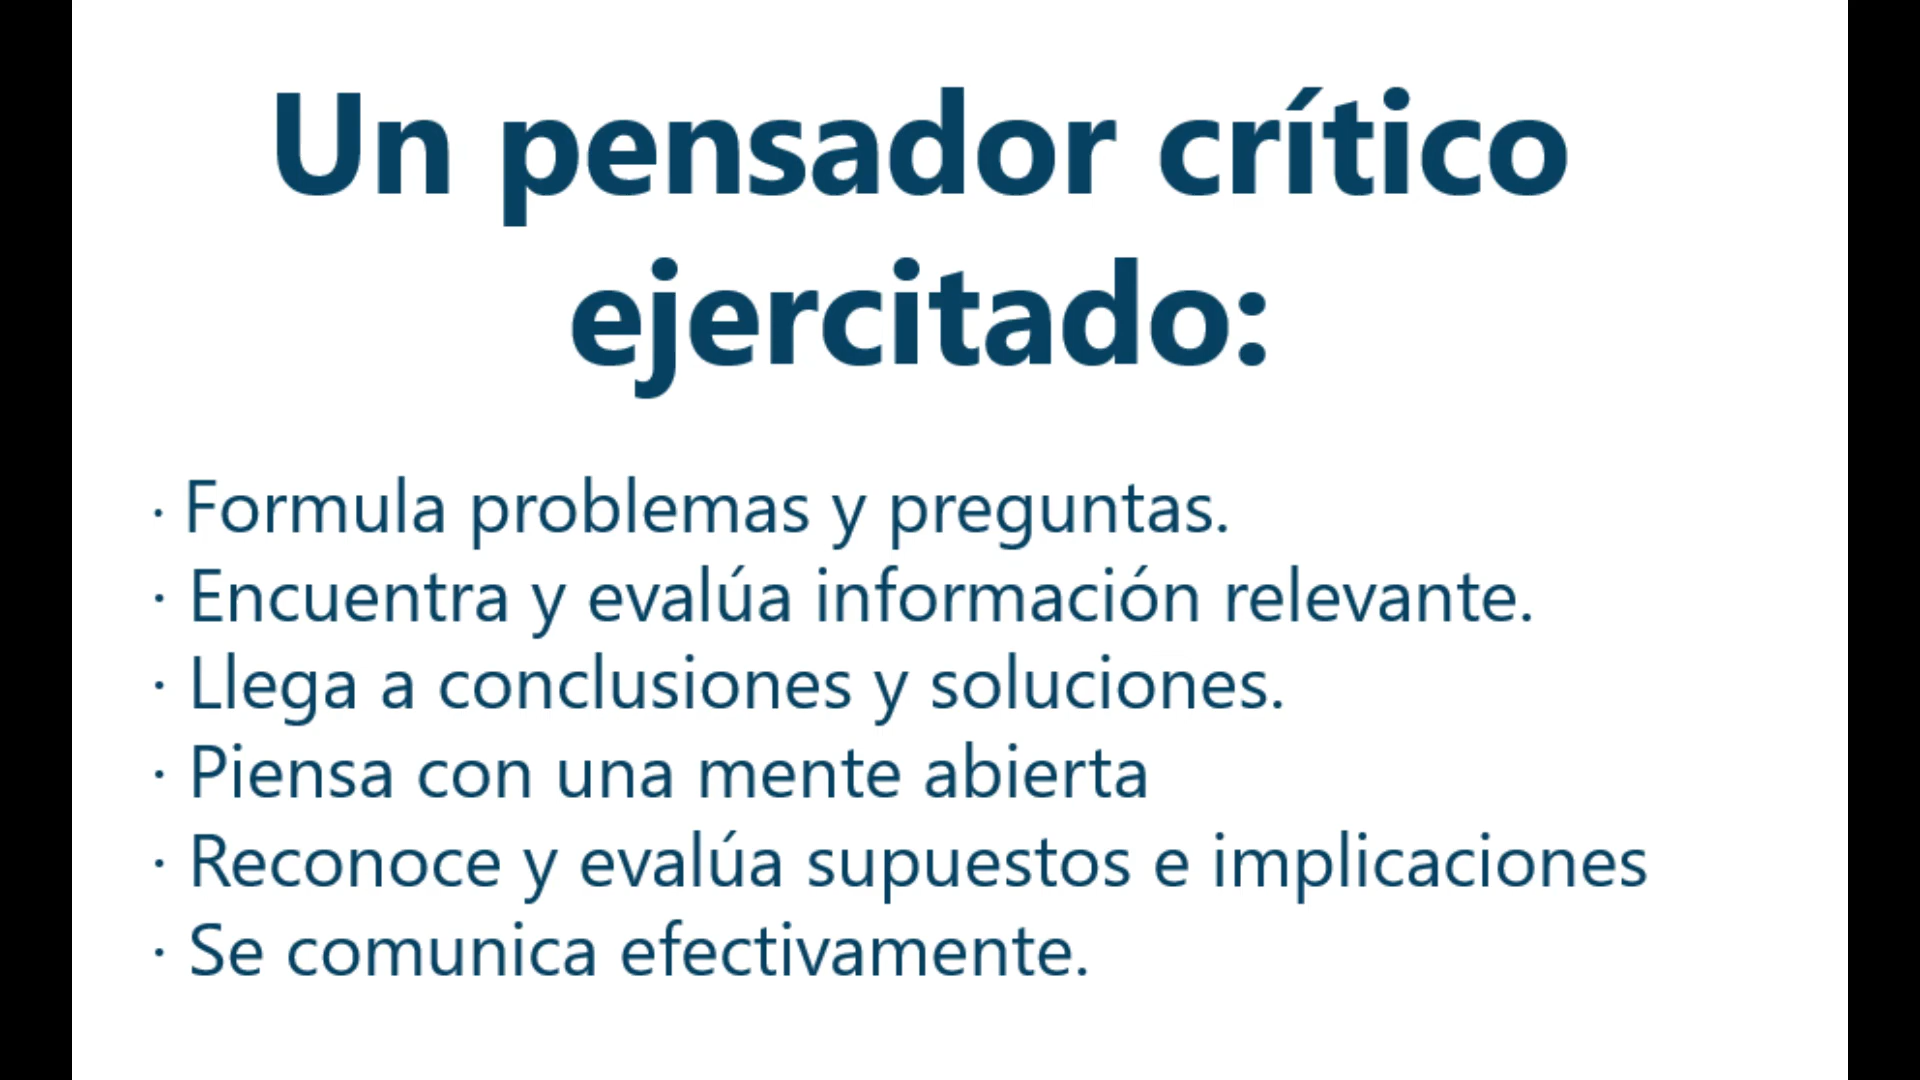 Un pensador crítico
ejercitado:
· Formula problemas y preguntas.
· Encuentra y evalúa información relevante.
· Llega a conclusiones y soluciones.
· Piensa con una mente abierta
· Reconoce y evalúa supuestos e implicaciones
· Se comunica efectivamente.